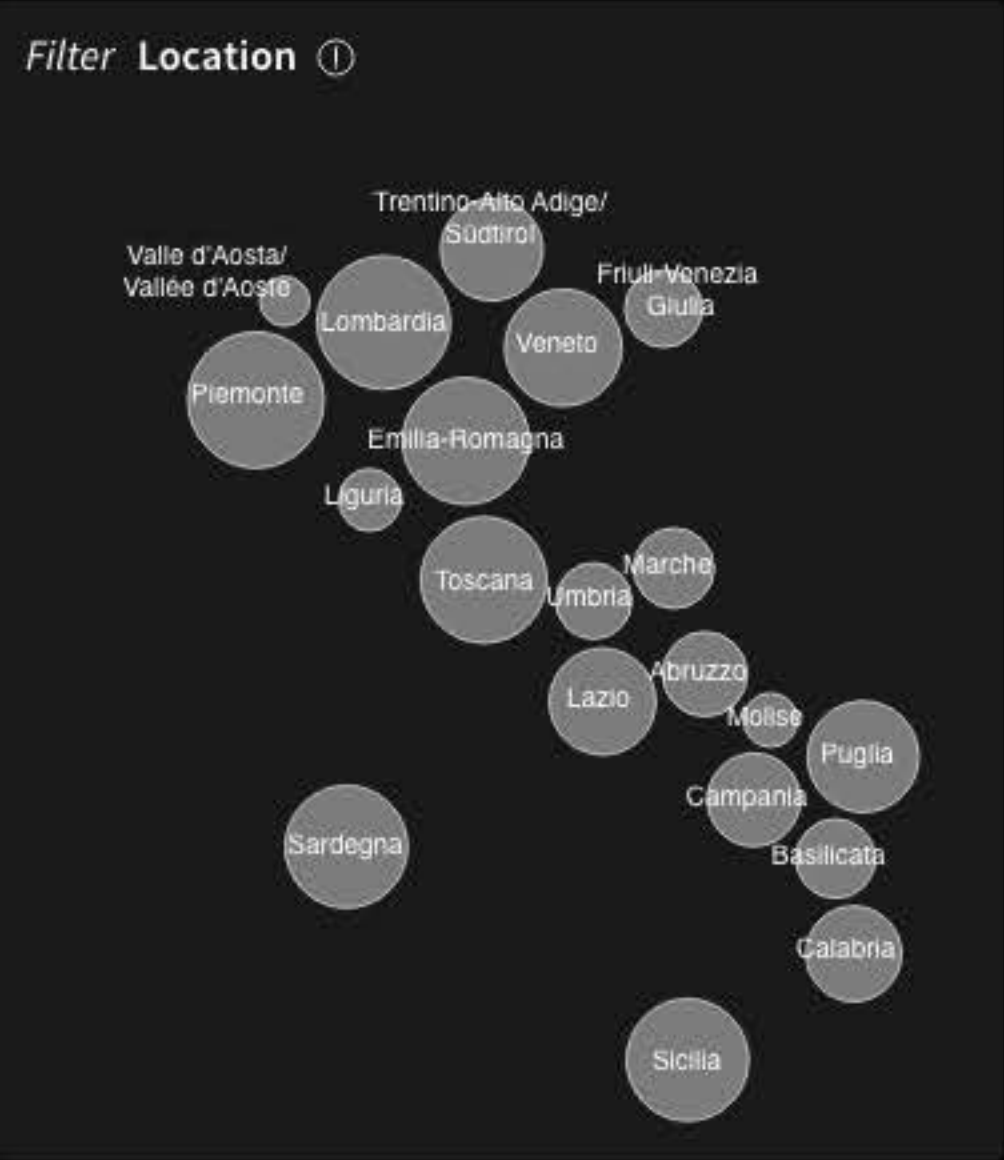 Filter Location
Trentino-Alto Adige/
Südtirol
Valle d'Aosta/
Vallée d'Aoste
Friuli-Venezia
Giulia
Lombardia
Veneto
Piemonte
Emilia-Romagna
Liguria
Toscana
Marche
Umbria
Abruzzo
Lazio
Molise
Puglia
Campania
Sardegna
Basilicata
Calabria
Sicilia